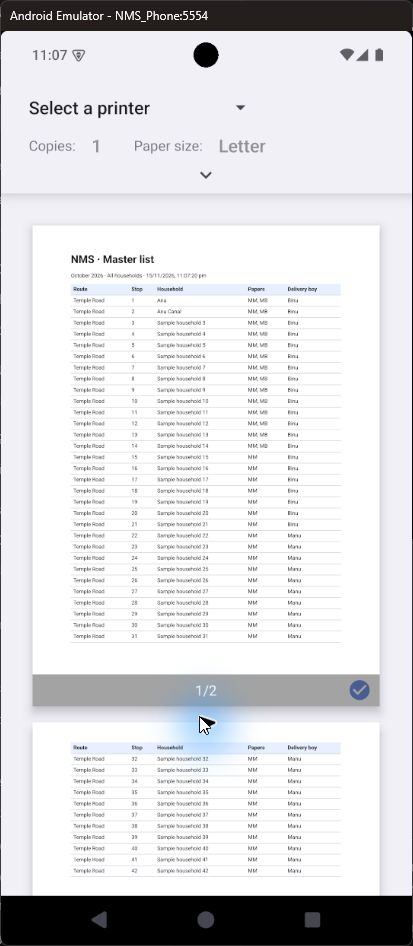 Android Emulator - NMS_Phone:5554
11:07
Select a printer
Copies: 1 Paper size: Letter
NMS · Master list
October 2026 · All households · 15/11/2026, 11:07:20 pm
Route Stop Household Papers Delivery boy
Temple Road 1 Anu MM, MB Binu
Temple Road 2 Anu Canal MM, MB Binu
Temple Road 3 Sample household 3 MM, MB Binu
Temple Road 4 Sample household 4 MM, MB Binu
Temple Road 5 Sample household 5 MM, MB Binu
Temple Road 6 Sample household 6 MM, MB Binu
Temple Road 7 Sample household 7 MM, MB Binu
Temple Road 8 Sample household 8 MM, MB Binu
Temple Road 9 Sample household 9 MM, MB Binu
Temple Road 10 Sample household 10 MM, MB Binu
Temple Road 11 Sample household 11 MM, MB Binu
Temple Road 12 Sample household 12 MM, MB Binu
Temple Road 13 Sample household 13 MM, MB Binu
Temple Road 14 Sample household 14 MM, MB Binu
Temple Road 15 Sample household 15 MM Binu
Temple Road 16 Sample household 16 MM Binu
Temple Road 17 Sample household 17 MM Binu
Temple Road 18 Sample household 18 MM Binu
Temple Road 19 Sample household 19 MM Binu
Temple Road 20 Sample household 20 MM Binu
Temple Road 21 Sample household 21 MM Binu
Temple Road 22 Sample household 22 MM Manu
Temple Road 23 Sample household 23 MM Manu
Temple Road 24 Sample household 24 MM Manu
Temple Road 25 Sample household 25 MM Manu
Temple Road 26 Sample household 26 MM Manu
Temple Road 27 Sample household 27 MM Manu
Temple Road 28 Sample household 28 MM Manu
Temple Road 29 Sample household 29 MM Manu
Temple Road 30 Sample household 30 MM Manu
Temple Road 31 Sample household 31 MM Manu
1/2
Route Stop Household Papers Delivery boy
Temple Road 32 Sample household 32 MM Manu
Temple Road 33 Sample household 33 MM Manu
Temple Road 34 Sample household 34 MM Manu
Temple Road 35 Sample household 35 MM Manu
Temple Road 36 Sample household 36 MM Manu
Temple Road 37 Sample household 37 MM Manu
Temple Road 38 Sample household 38 MM Manu
Temple Road 39 Sample household 39 MM Manu
Temple Road 40 Sample household 40 MM Manu
Temple Road 41 Sample household 41 MM Manu
Temple Road 42 Sample household 42 MM Manu